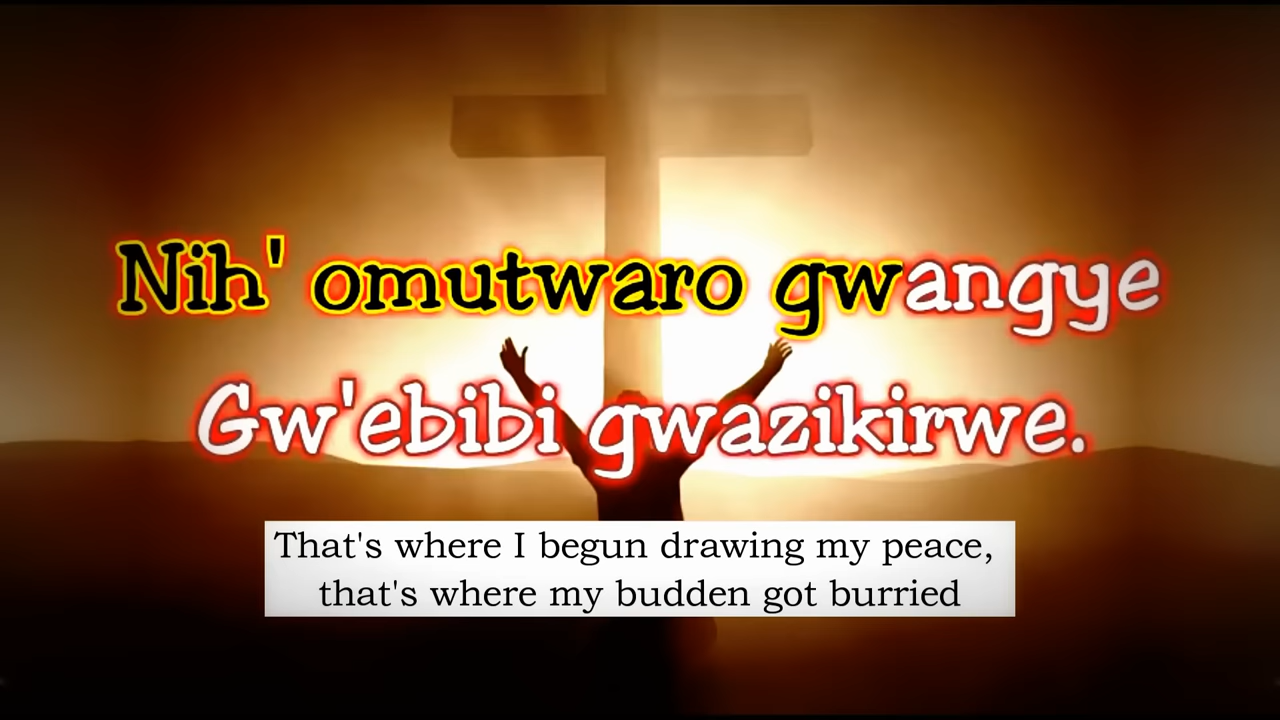 Nih' omutwaro gwangye
Gw'ebibi gwazikirwe.
That's where I begun drawing my peace,
that's where my budden got burried